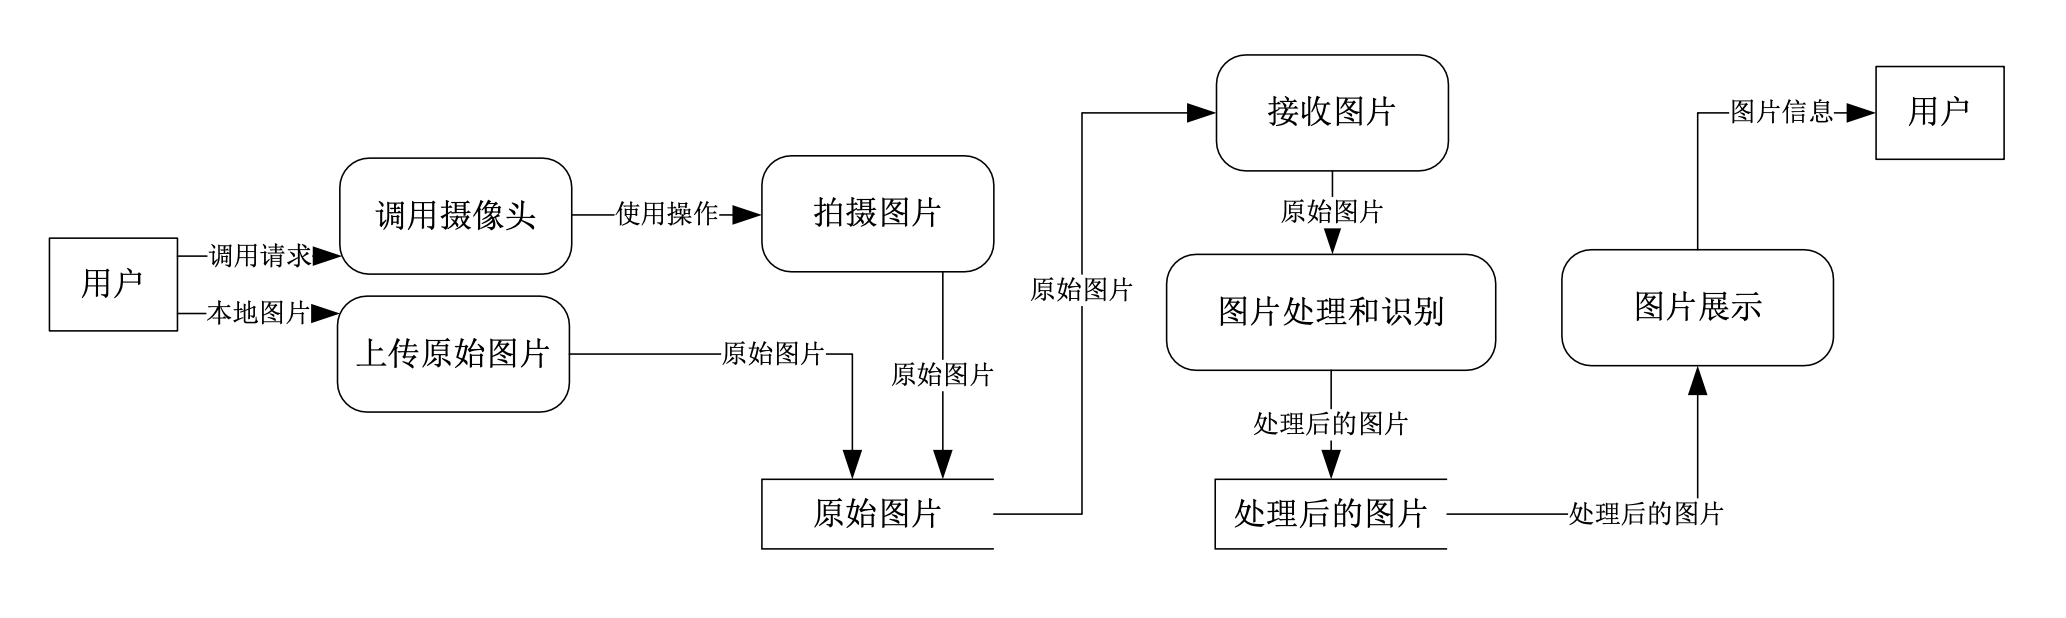 用户
调用请求
本地图片
调用摄像头
上传原始图片
使用操作
拍摄图片
原始图片
原始图片
原始图片
原始图片
接收图片
原始图片
图片处理和识别
处理后的图片
处理后的图片
处理后的图片
图片展示
图片信息
用户